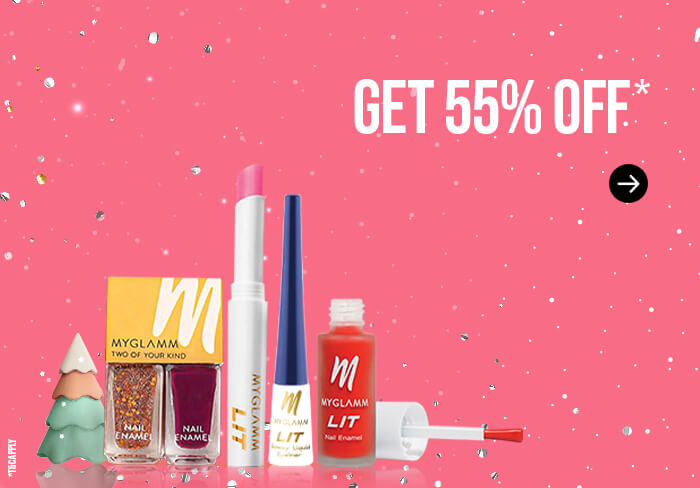 GET 55% OFF*
M
MYGLAMM
TWO OF YOUR KIND
NAIL
ENAMEL
NAIL
ENAMEL
MYGLAMM
LIT
M
MYGLAMM
LIT
Liquid
Eyeliner
M
MYGLAMM
LIT
Nail Enamel
*T&C APPLY